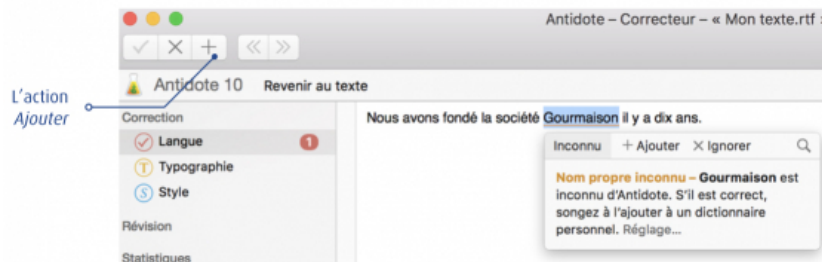 Antidote – Correcteur – « Mon texte.rtf »
L'action
Ajouter
Antidote 10 Revenir au texte
Correction
Langue 1
Typographie
Style
Révision
Statistiques
Nous avons fondé la société Gourmaison il y a dix ans.
Inconnu + Ajouter × Ignorer
Nom propre inconnu – Gourmaison est
inconnu d'Antidote. S'il est correct,
songez à l'ajouter à un dictionnaire
personnel. Réglage...